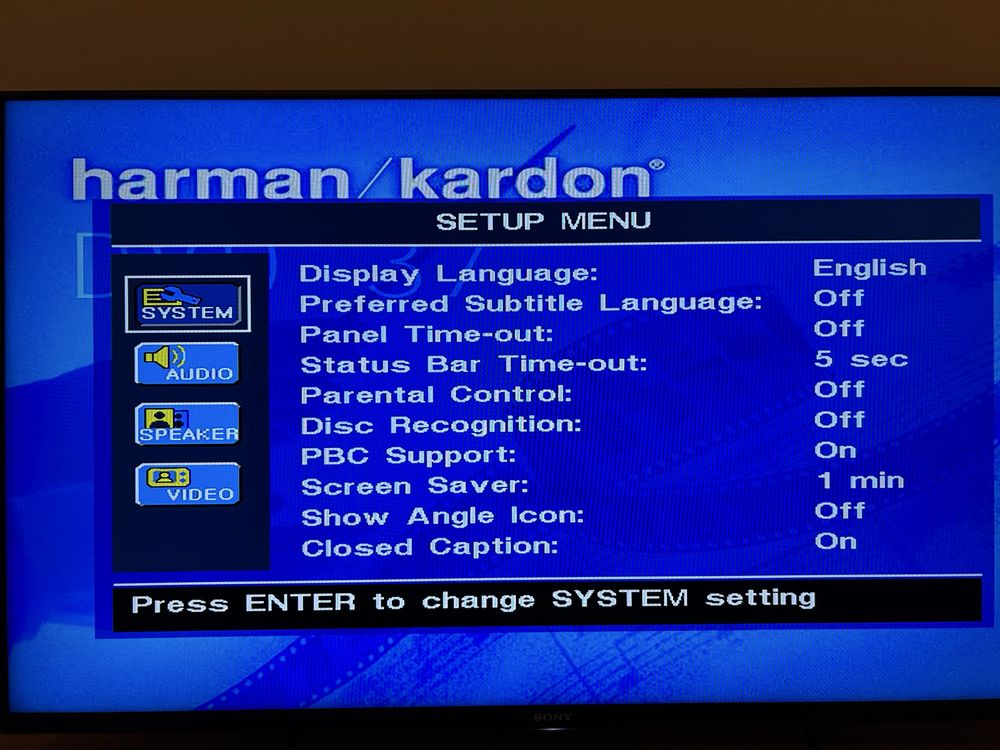 harman/kardon®
SETUP MENU
SYSTEM
AUDIO
SPEAKER
VIDEO
Display Language: English
Preferred Subtitle Language: Off
Panel Time-out: Off
Status Bar Time-out: 5 sec
Parental Control: Off
Disc Recognition: Off
PBC Support: On
Screen Saver: 1 min
Show Angle Icon: Off
Closed Caption: On
Press ENTER to change SYSTEM setting
SONY